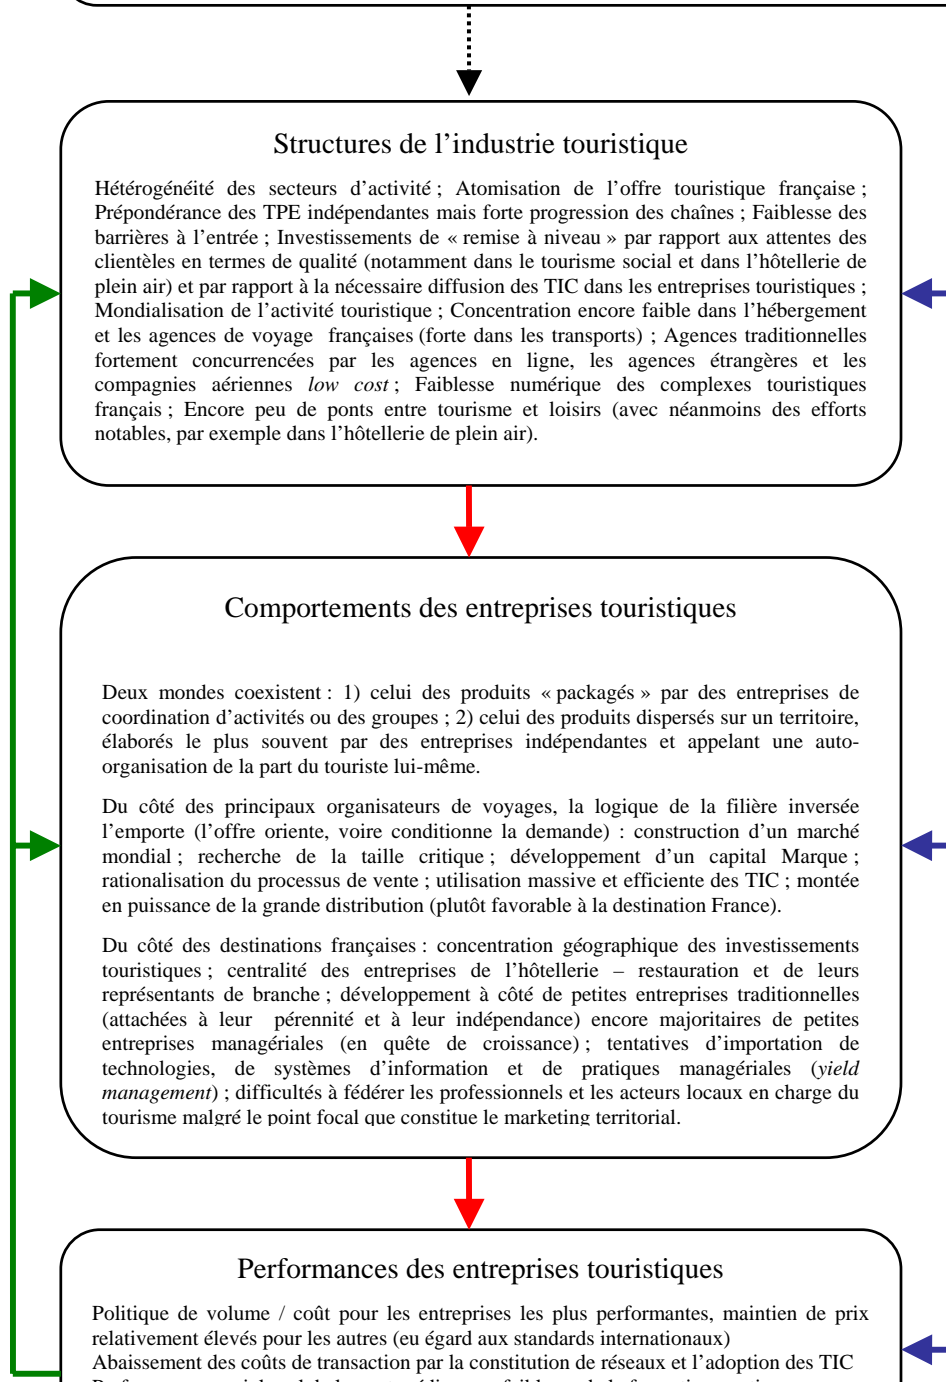 Structures de l’industrie touristique
Hétérogénéité des secteurs d’activité ; Atomisation de l’offre touristique française ;
Prépondérance des TPE indépendantes mais forte progression des chaînes ; Faiblesse des
barrières à l’entrée ; Investissements de « remise à niveau » par rapport aux attentes des
clientèles en termes de qualité (notamment dans le tourisme social et dans l’hôtellerie de
plein air) et par rapport à la nécessaire diffusion des TIC dans les entreprises touristiques ;
Mondialisation de l’activité touristique ; Concentration encore faible dans l’hébergement
et les agences de voyage françaises (forte dans les transports) ; Agences traditionnelles
fortement concurrencées par les agences en ligne, les agences étrangères et les
compagnies aériennes low cost ; Faiblesse numérique des complexes touristiques
français ; Encore peu de ponts entre tourisme et loisirs (avec néanmoins des efforts
notables, par exemple dans l’hôtellerie de plein air).
Comportements des entreprises touristiques
Deux mondes coexistent : 1) celui des produits « packagés » par des entreprises de
coordination d’activités ou des groupes ; 2) celui des produits dispersés sur un territoire,
élaborés le plus souvent par des entreprises indépendantes et appelant une auto-
organisation de la part du touriste lui-même.
Du côté des principaux organisateurs de voyages, la logique de la filière inversée
l’emporte (l’offre oriente, voire conditionne la demande) : construction d’un marché
mondial ; recherche de la taille critique ; développement d’un capital Marque ;
rationalisation du processus de vente ; utilisation massive et efficiente des TIC ; montée
en puissance de la grande distribution (plutôt favorable à la destination France).
Du côté des destinations françaises : concentration géographique des investissements
touristiques ; centralité des entreprises de l’hôtellerie – restauration et de leurs
représentants de branche ; développement à côté de petites entreprises traditionnelles
(attachées à leur pérennité et à leur indépendance) encore majoritaires de petites
entreprises managériales (en quête de croissance) ; tentatives d’importation de
technologies, de systèmes d’information et de pratiques managériales (yield
management) ; difficultés à fédérer les professionnels et les acteurs locaux en charge du
tourisme malgré le point focal que constitue le marketing territorial.
Performances des entreprises touristiques
Politique de volume / coût pour les entreprises les plus performantes, maintien de prix
relativement élevés pour les autres (eu égard aux standards internationaux)
Abaissement des coûts de transaction par la constitution de réseaux et l’adoption des TIC